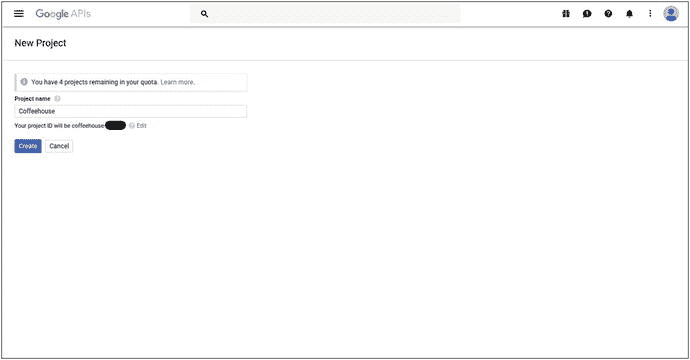 Google APIs
New Project
You have 4 projects remaining in your quota. Learn more.
Project name
Coffeehouse
Your project ID will be coffeehouse Edit
Create Cancel